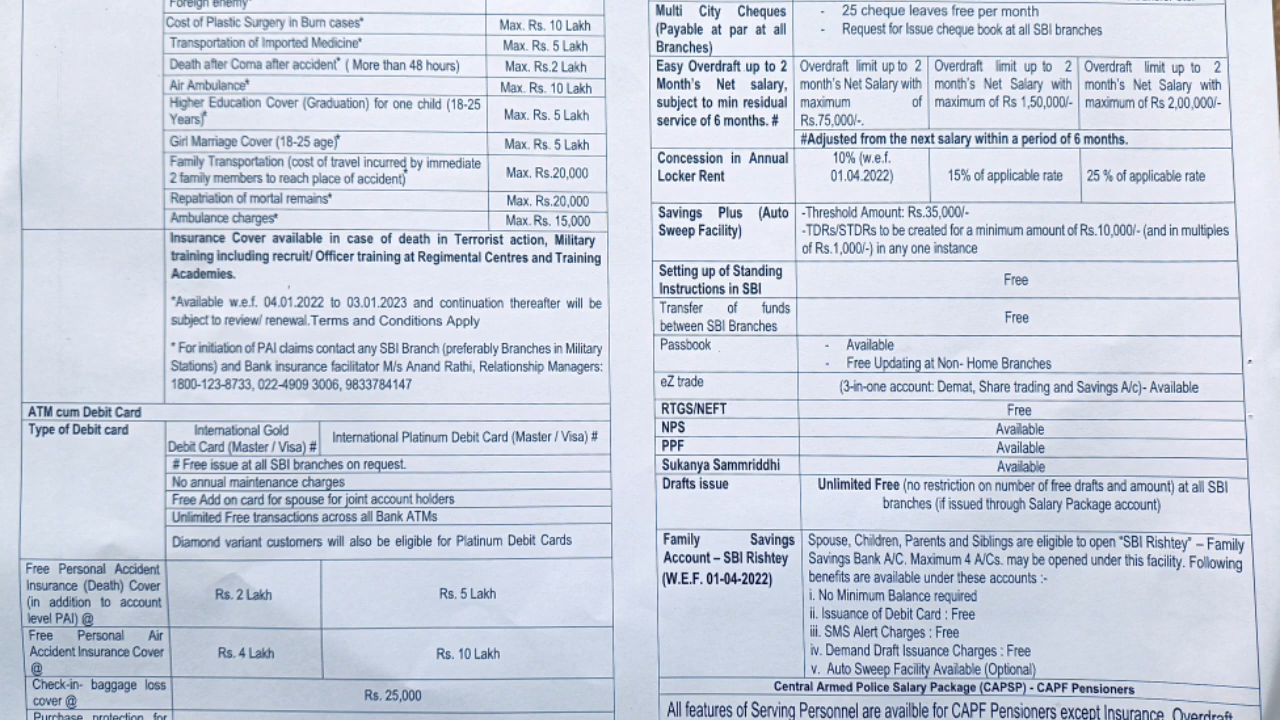 Foreign enemy*
Cost of Plastic Surgery in Burn cases* Max. Rs. 10 Lakh
Transportation of Imported Medicine* Max. Rs. 5 Lakh
Death after Coma after accident* ( More than 48 hours) Max. Rs.2 Lakh
Air Ambulance* Max. Rs. 10 Lakh
Higher Education Cover (Graduation) for one child (18-25
Years)* Max. Rs. 5 Lakh
Girl Marriage Cover (18-25 age)* Max. Rs. 5 Lakh
Family Transportation (cost of travel incurred by immediate
2 family members to reach place of accident)* Max. Rs.20,000
Repatriation of mortal remains* Max. Rs.20,000
Ambulance charges* Max. Rs. 15,000
Insurance Cover available in case of death in Terrorist action, Military
training including recruit/ Officer training at Regimental Centres and Training
Academies.
*Available w.e.f. 04.01.2022 to 03.01.2023 and continuation thereafter will be
subject to review/ renewal.Terms and Conditions Apply
* For initiation of PAI claims contact any SBI Branch (preferably Branches in Military
Stations) and Bank insurance facilitator M/s Anand Rathi, Relationship Managers:
1800-123-8733, 022-4909 3006, 9833784147
ATM cum Debit Card
Type of Debit card
International Gold
Debit Card (Master / Visa) #
International Platinum Debit Card (Master / Visa) #
# Free issue at all SBI branches on request.
No annual maintenance charges
Free Add on card for spouse for joint account holders
Unlimited Free transactions across all Bank ATMs
Diamond variant customers will also be eligible for Platinum Debit Cards
Free Personal Accident
Insurance (Death) Cover
(in addition to account
level PAI) @
Rs. 2 Lakh Rs. 5 Lakh
Free Personal Air
Accident Insurance Cover
@
Rs. 4 Lakh Rs. 10 Lakh
Check-in- baggage loss
cover @
Rs. 25,000
Purchase protection for
Multi City Cheques
(Payable at par at all
Branches)
- 25 cheque leaves free per month
- Request for Issue cheque book at all SBI branches
Easy Overdraft up to 2
Month's Net salary,
subject to min residual
service of 6 months. #
Overdraft limit up to 2
month's Net Salary with
maximum of
Rs.75,000/-.
Overdraft limit up to 2
month's Net Salary with
maximum of Rs 1,50,000/-
Overdraft limit up to 2
month's Net Salary with
maximum of Rs 2,00,000/-
#Adjusted from the next salary within a period of 6 months.
Concession in Annual
Locker Rent
10% (w.e.f.
01.04.2022)
15% of applicable rate
25 % of applicable rate
Savings Plus (Auto
Sweep Facility)
-Threshold Amount: Rs.35,000/-
-TDRs/STDRs to be created for a minimum amount of Rs.10,000/- (and in multiples
of Rs.1,000/-) in any one instance
Setting up of Standing
Instructions in SBI
Free
Transfer of funds
between SBI Branches
Free
Passbook
- Available
- Free Updating at Non- Home Branches
eZ trade (3-in-one account: Demat, Share trading and Savings A/c)- Available
RTGS/NEFT Free
NPS Available
PPF Available
Sukanya Sammriddhi Available
Drafts issue
Unlimited Free (no restriction on number of free drafts and amount) at all SBI
branches (if issued through Salary Package account)
Family Savings
Account – SBI Rishtey
(W.E.F. 01-04-2022)
Spouse, Children, Parents and Siblings are eligible to open "SBI Rishtey" – Family
Savings Bank A/C. Maximum 4 A/Cs. may be opened under this facility. Following
benefits are available under these accounts :-
i. No Minimum Balance required
ii. Issuance of Debit Card : Free
iii. SMS Alert Charges : Free
iv. Demand Draft Issuance Charges : Free
v. Auto Sweep Facility Available (Optional)
Central Armed Police Salary Package (CAPSP) - CAPF Pensioners
All features of Serving Personnel are availble for CAPF Pensioners except Insurance, Overdraft